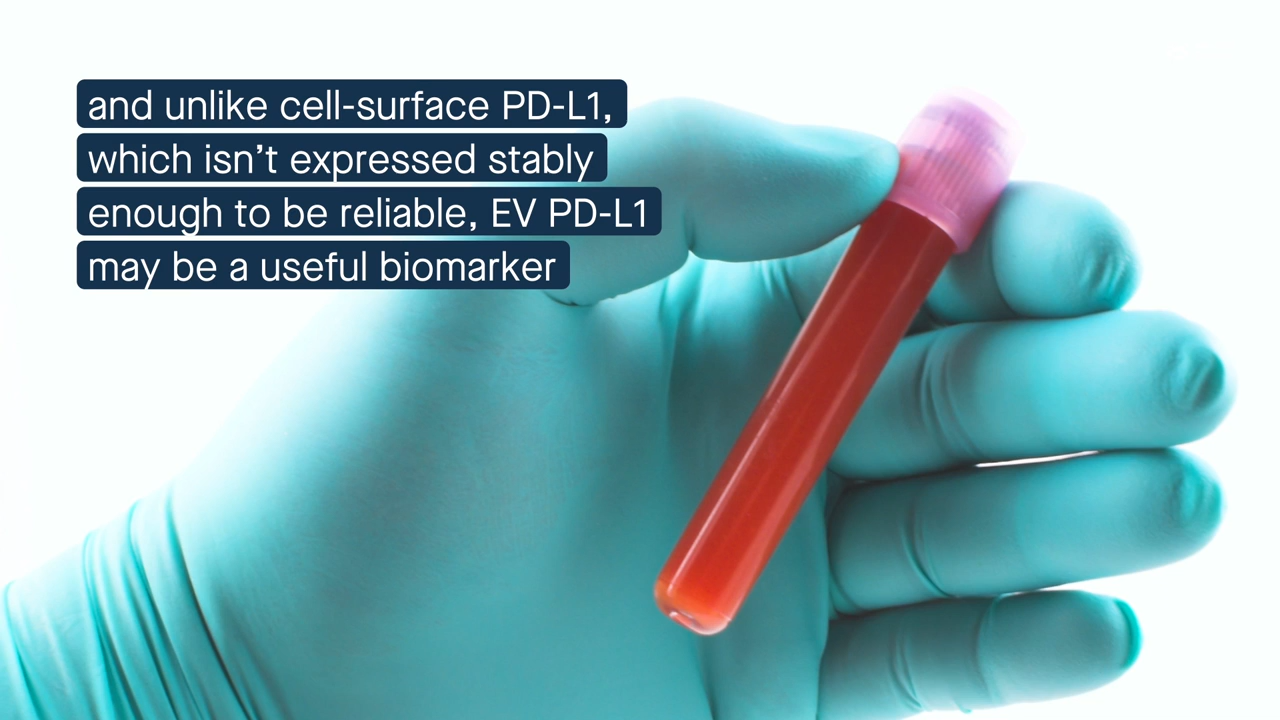 and unlike cell-surface PD-L1,
which isn’t expressed stably
enough to be reliable, EV PD-L1
may be a useful biomarker